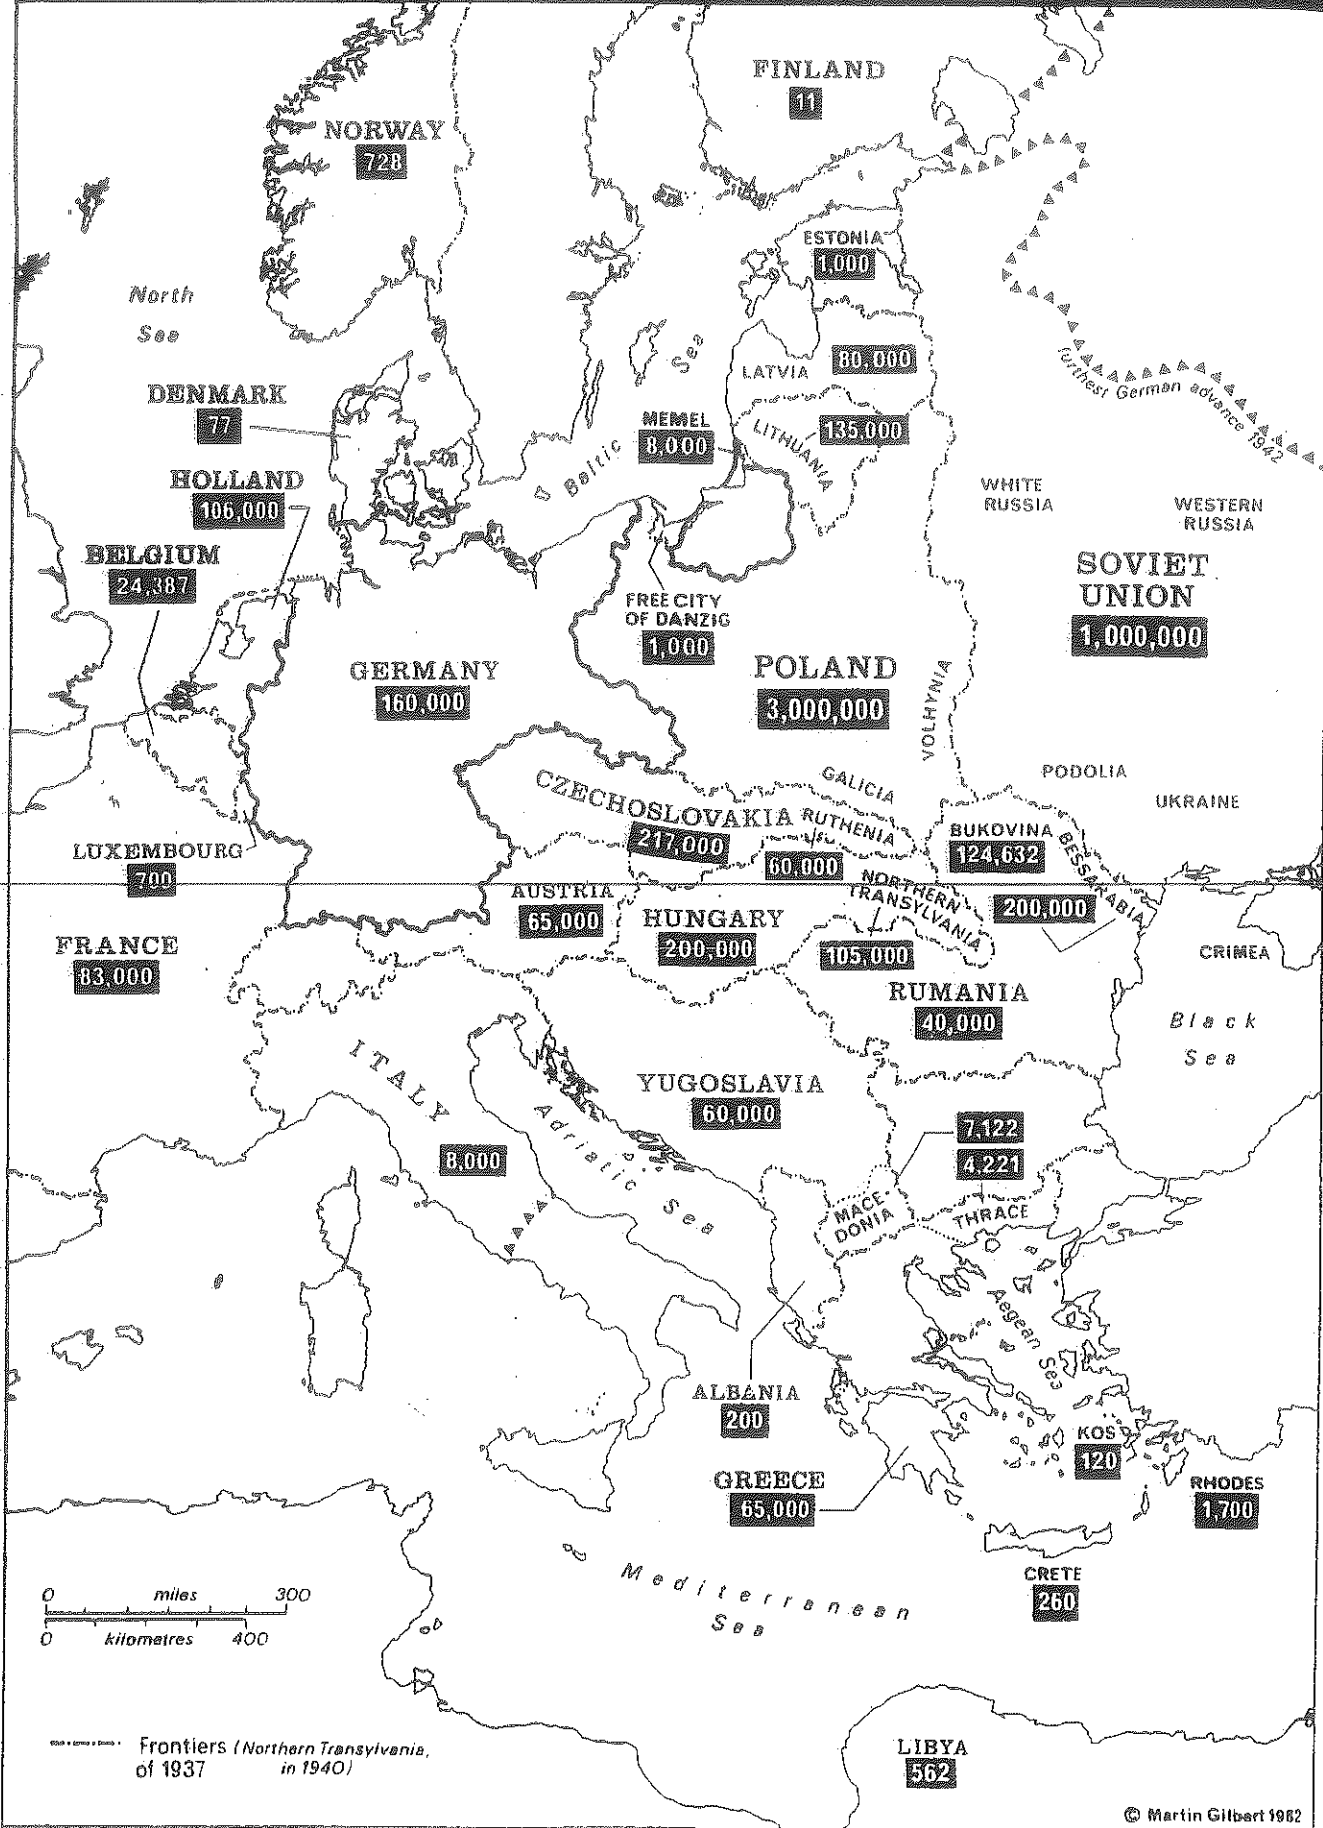 FINLAND
11
NORWAY
728
ESTONIA
1,000
North
Sea
80,000
LATVIA
furthest German advance 1942
DENMARK
77
MEMEL
8,000
LITHUANIA
135,000
Baltic
Sea
HOLLAND
106,000
WHITE
RUSSIA
WESTERN
RUSSIA
BELGIUM
24,387
SOVIET
UNION
1,000,000
FREE CITY
OF DANZIG
1,000
GERMANY
160,000
POLAND
3,000,000
VOLHYNIA
GALICIA
PODOLIA
UKRAINE
CZECHOSLOVAKIA
217,000
RUTHENIA
60,000
BUKOVINA
124,632
BESSARABIA
200,000
LUXEMBOURG
700
AUSTRIA
65,000
HUNGARY
200,000
NORTHERN
TRANSYLVANIA
105,000
CRIMEA
FRANCE
83,000
RUMANIA
40,000
Black
Sea
ITALY
8,000
YUGOSLAVIA
60,000
Adriatic Sea
7,122
4,221
MACE-
DONIA
THRACE
Aegean
Sea
ALBANIA
200
KOS
120
GREECE
65,000
RHODES
1,700
CRETE
260
Mediterranean
Sea
0 miles 300
0 kilometres 400
Frontiers (Northern Transylvania,
of 1937 in 1940)
LIBYA
562
© Martin Gilbert 1982